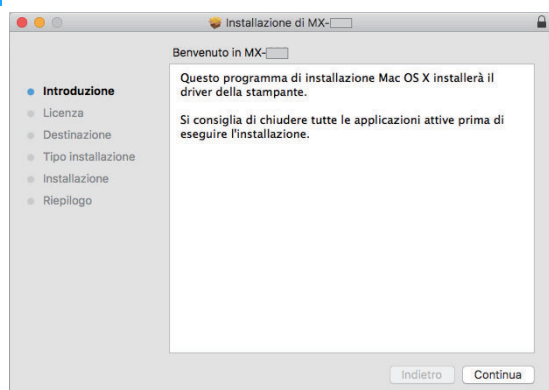 Installazione di MX-
Benvenuto in MX-
Introduzione
Licenza
Destinazione
Tipo installazione
Installazione
Riepilogo
Questo programma di installazione Mac OS X installerà il
driver della stampante.
Si consiglia di chiudere tutte le applicazioni attive prima di
eseguire l'installazione.
Indietro
Continua